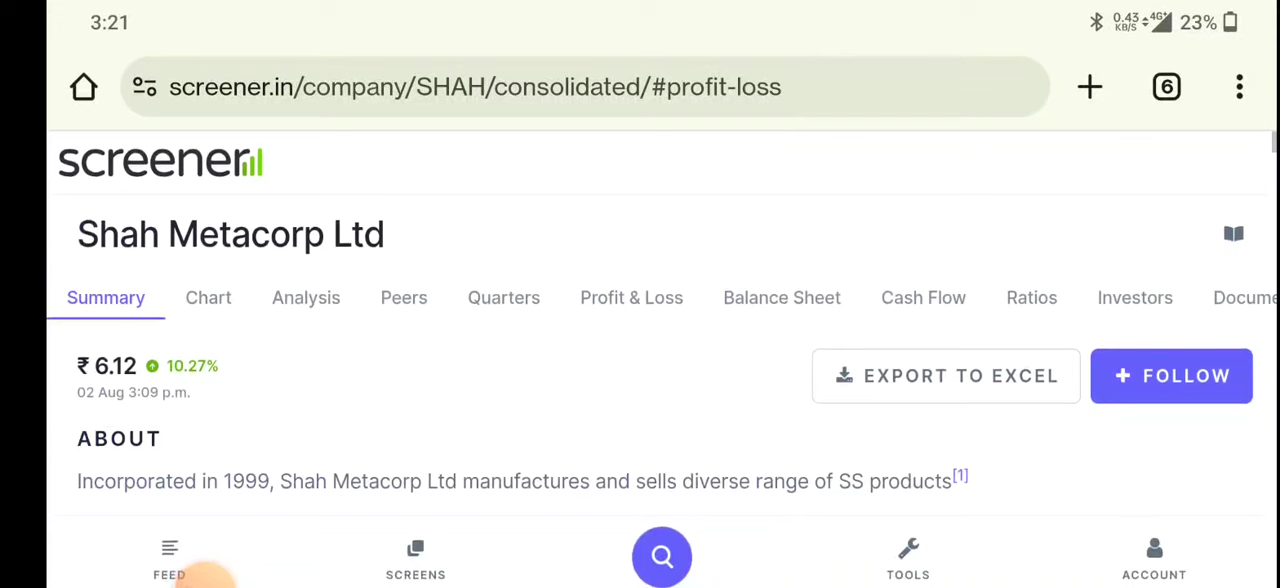 3:21 0.43 KB/S 4G+ 23%
screener.in/company/SHAH/consolidated/#profit-loss 6
screener
Shah Metacorp Ltd
Summary Chart Analysis Peers Quarters Profit & Loss Balance Sheet Cash Flow Ratios Investors Docume
₹ 6.12 10.27%
02 Aug 3:09 p.m.
EXPORT TO EXCEL + FOLLOW
ABOUT
Incorporated in 1999, Shah Metacorp Ltd manufactures and sells diverse range of SS products[1]
FEED SCREENS TOOLS ACCOUNT